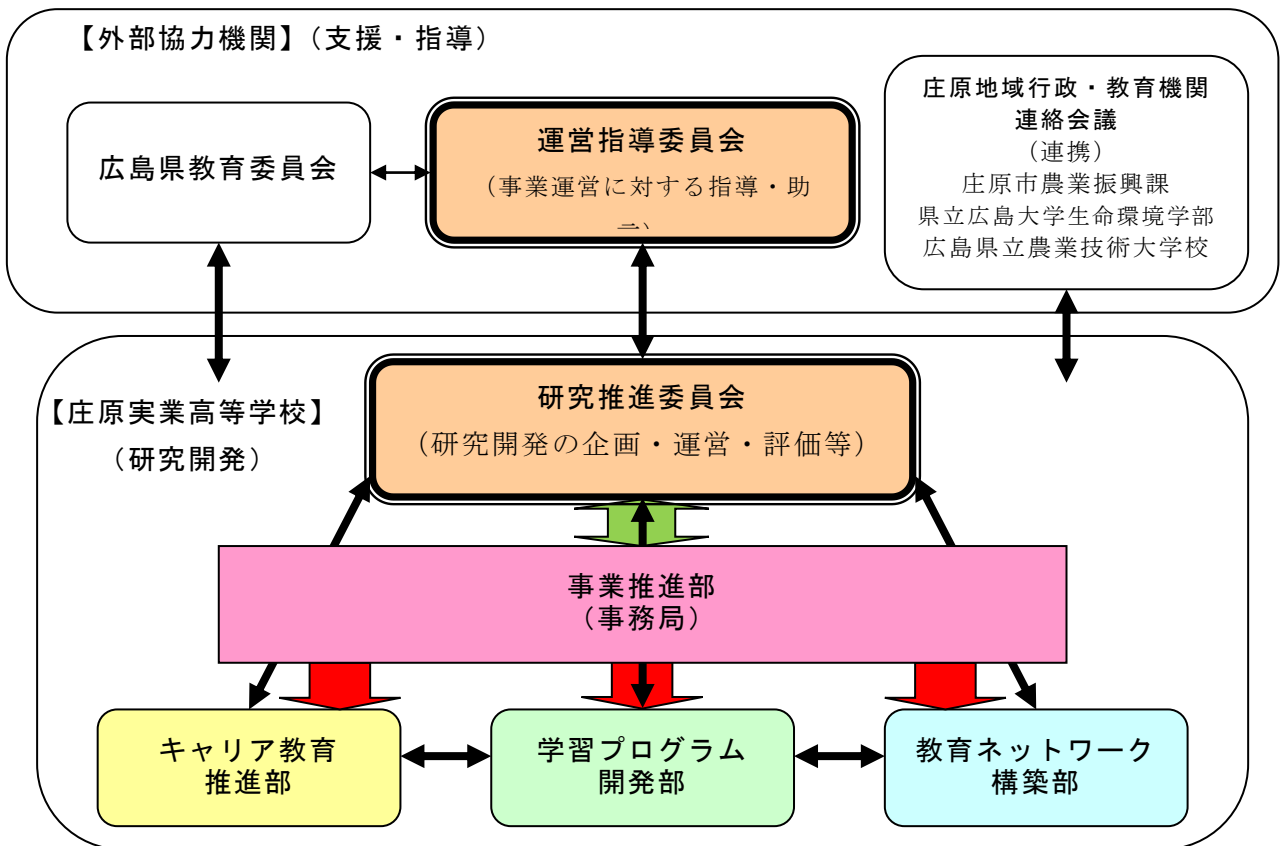 【外部協力機関】（支援・指導）
広島県教育委員会
運営指導委員会
（事業運営に対する指導・助
庄原地域行政・教育機関
連絡会議
（連携）
庄原市農業振興課
県立広島大学生命環境学部
広島県立農業技術大学校
【庄原実業高等学校】
（研究開発）
研究推進委員会
（研究開発の企画・運営・評価等）
事業推進部
（事務局）
キャリア教育
推進部
学習プログラム
開発部
教育ネットワーク
構築部